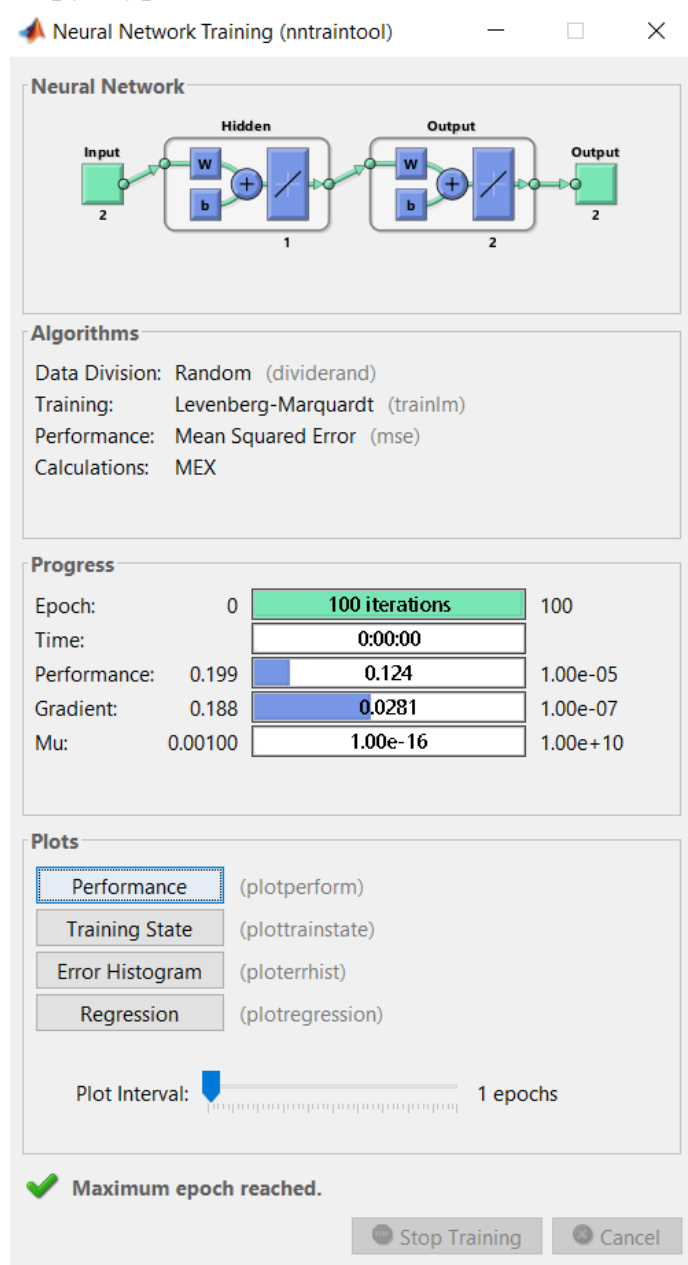 Neural Network Training (nntraintool)
Neural Network
Hidden
Output
Input
W
b
+
W
b
+
Output
2
1
2
2
Algorithms
Data Division: Random (dividerand)
Training: Levenberg-Marquardt (trainlm)
Performance: Mean Squared Error (mse)
Calculations: MEX
Progress
Epoch: 0 100 iterations 100
Time: 0:00:00
Performance: 0.199 0.124 1.00e-05
Gradient: 0.188 0.0281 1.00e-07
Mu: 0.00100 1.00e-16 1.00e+10
Plots
Performance (plotperform)
Training State (plottrainstate)
Error Histogram (ploterrhist)
Regression (plotregression)
Plot Interval: 1 epochs
Maximum epoch reached.
Stop Training Cancel